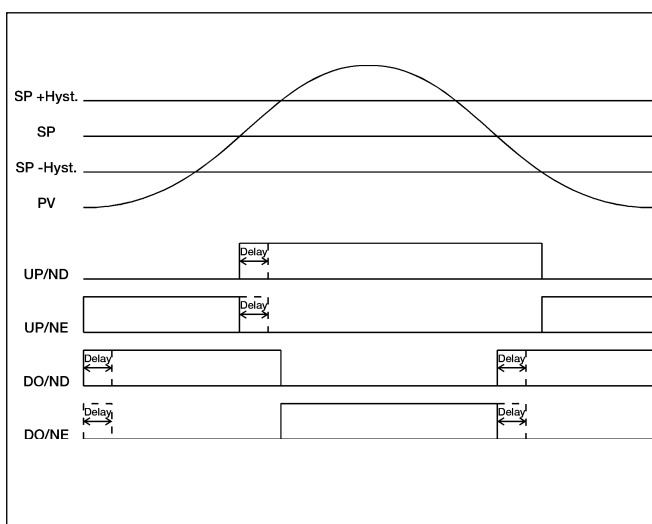 SP +Hyst.
SP
SP -Hyst.
PV
Delay
UP/ND
Delay
UP/NE
Delay
Delay
DO/ND
Delay
Delay
DO/NE